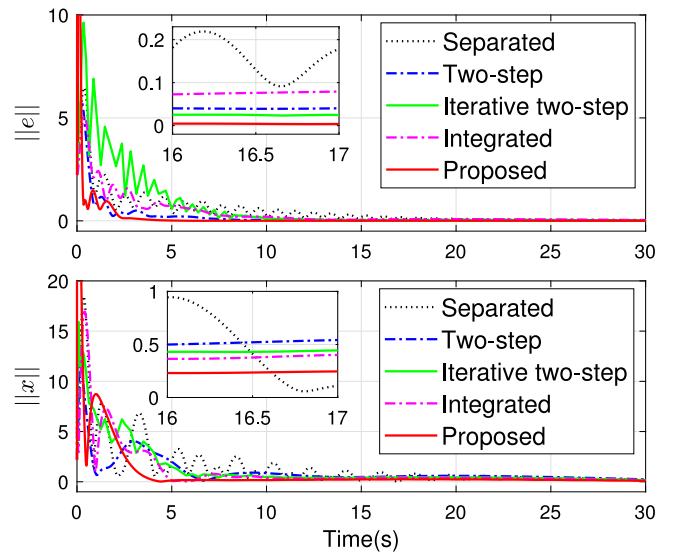 10
5
0
||e||
0.2
0.1
0
16 16.5 17
Separated
Two-step
Iterative two-step
Integrated
Proposed
0 5 10 15 20 25 30
20
15
10
5
0
||x||
1
0.5
0
16 16.5 17
Separated
Two-step
Iterative two-step
Integrated
Proposed
0 5 10 15 20 25 30
Time(s)